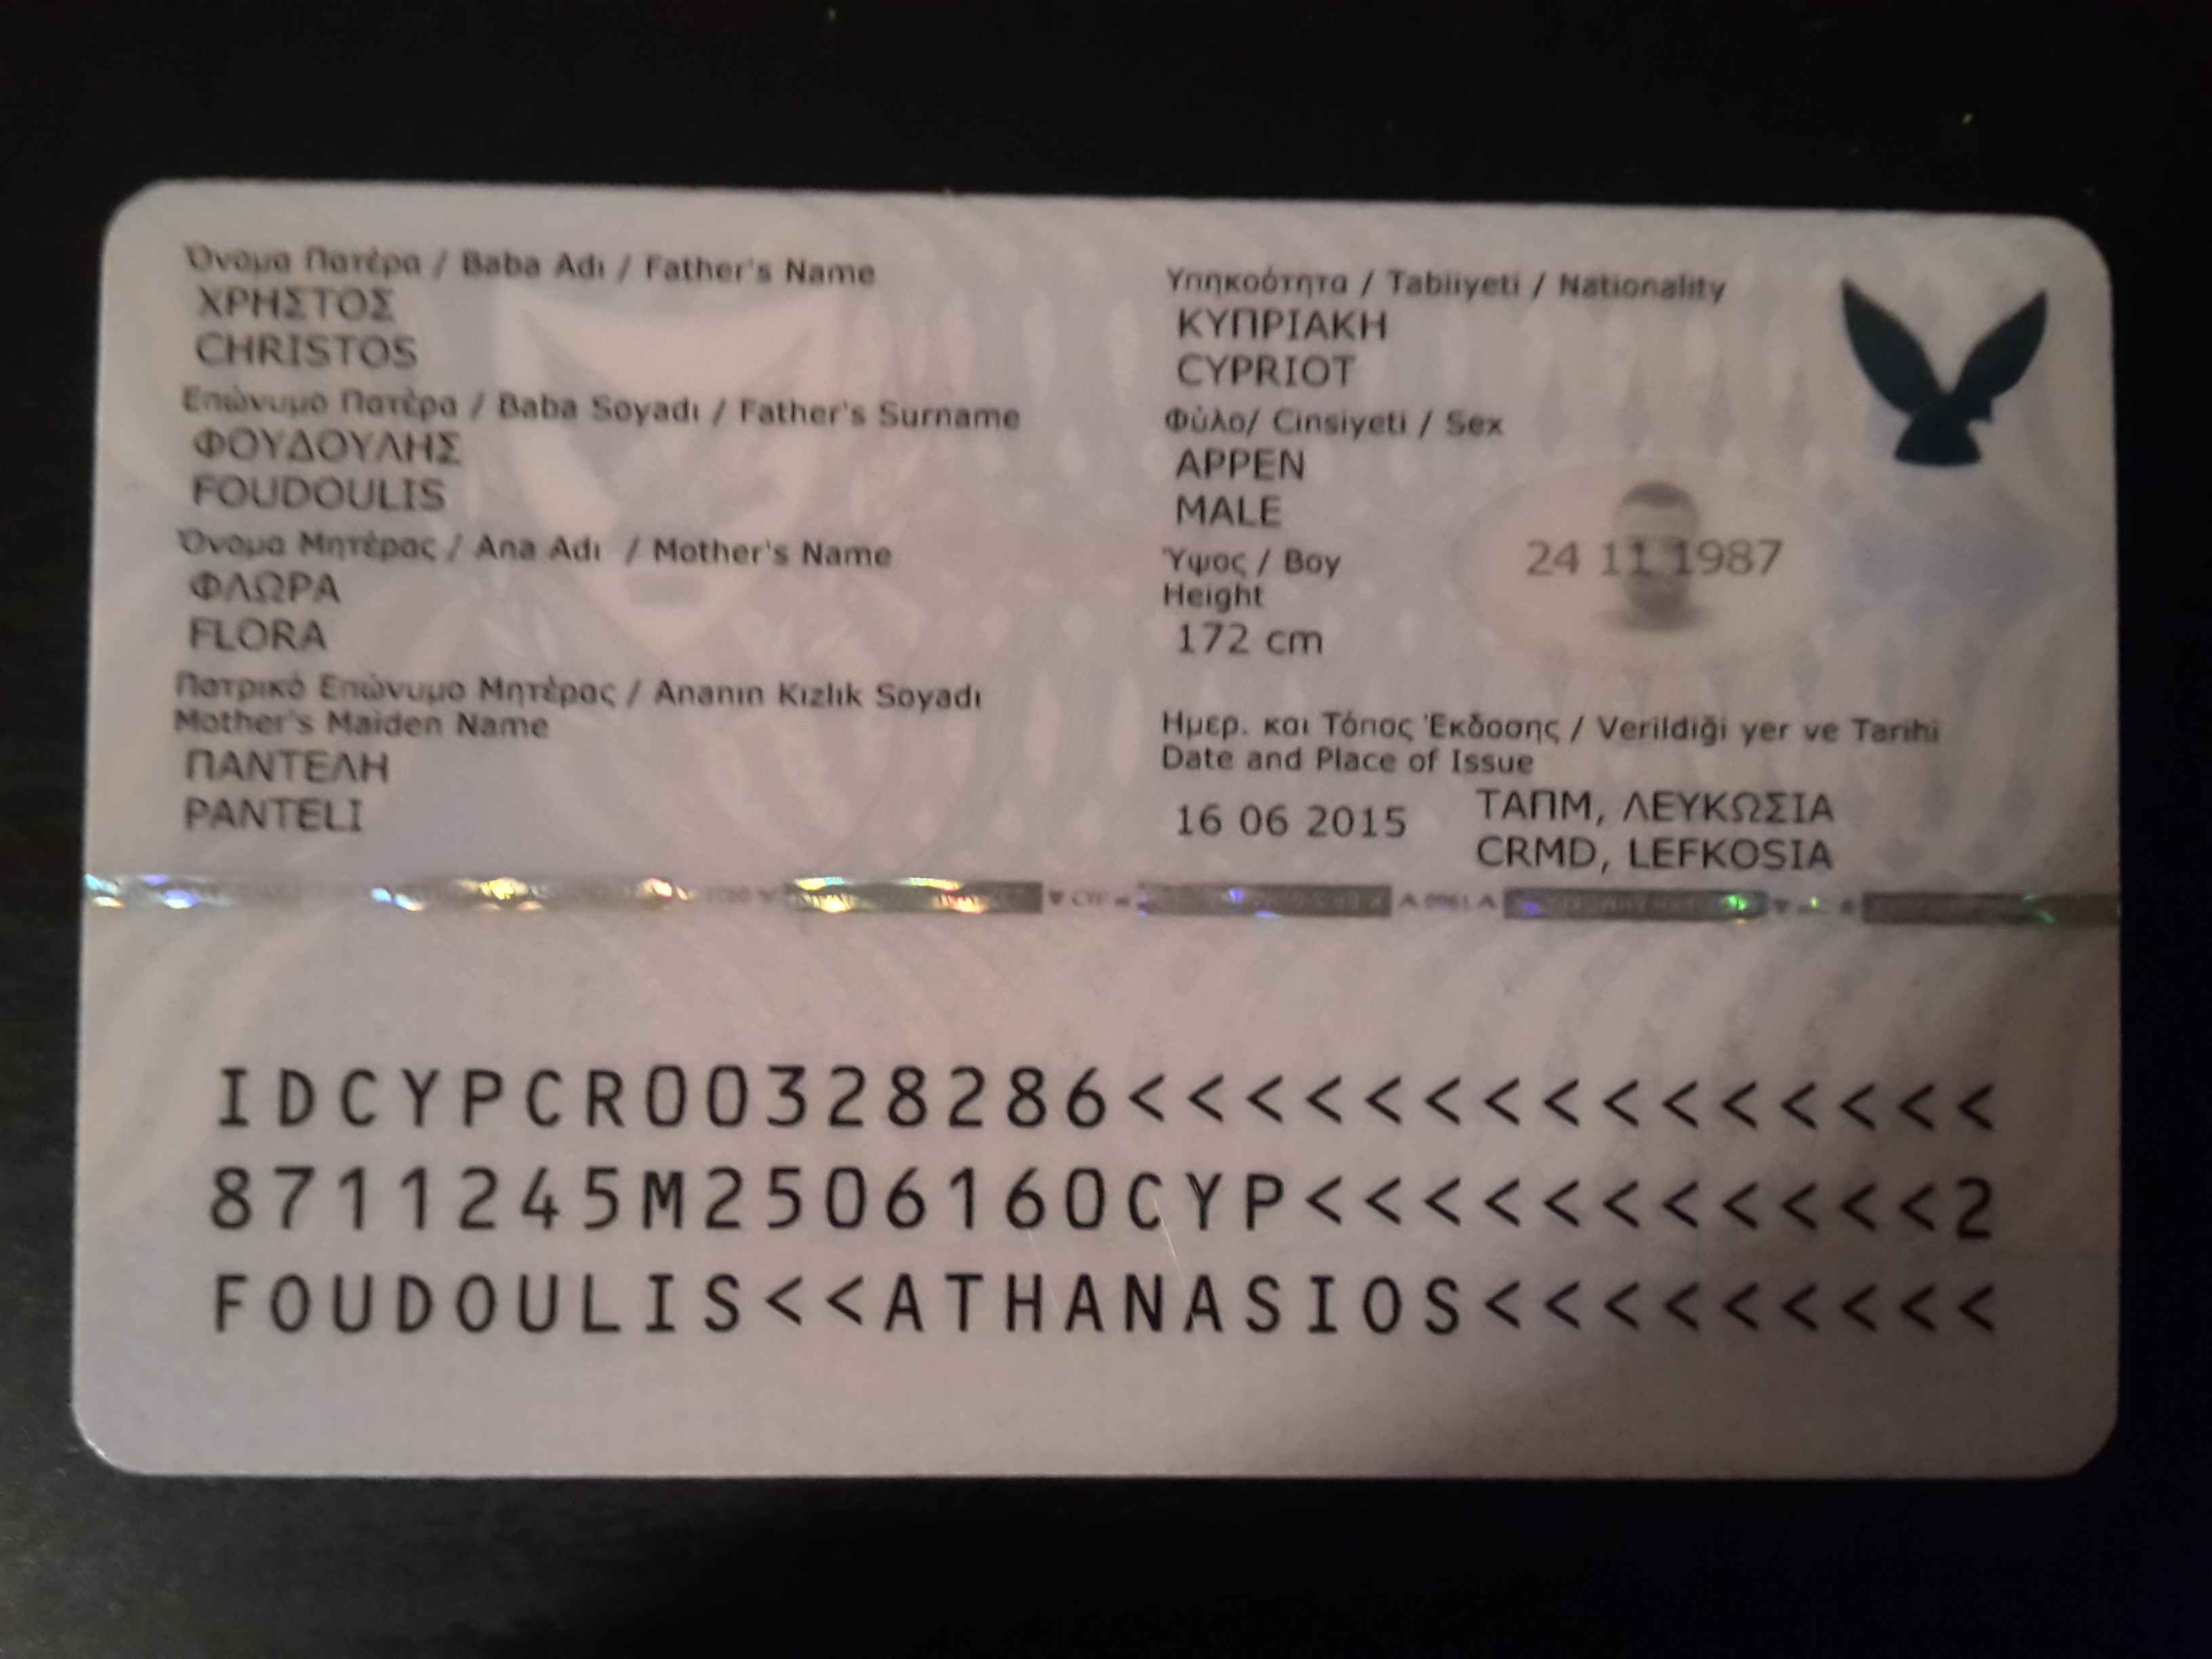 Όνομα Πατέρα / Baba Adı / Father's Name
ΧΡΗΣΤΟΣ
CHRISTOS
Επώνυμο Πατέρα / Baba Soyadı / Father's Surname
ΦΟΥΔΟΥΛΗΣ
FOUDOULIS
Όνομα Μητέρας / Ana Adı / Mother's Name
ΦΛΩΡΑ
FLORA
Πατρικό Επώνυμο Μητέρας / Ananın Kızlık Soyadı
Mother's Maiden Name
ΠΑΝΤΕΛΗ
PANTELI
Υπηκοότητα / Tabiiyeti / Nationality
ΚΥΠΡΙΑΚΗ
CYPRIOT
Φύλο/ Cinsiyeti / Sex
ΑΡΡΕΝ
MALE
Ύψος / Boy
Height
172 cm
24 11 1987
Ημερ. και Τόπος Έκδοσης / Verildiği yer ve Tarihi
Date and Place of Issue
16 06 2015
ΤΑΠΜ, ΛΕΥΚΩΣΙΑ
CRMD, LEFKOSIA
IDCYPCR00328286<<<<<<<<<<<<<<<
8711245M2506160CYP<<<<<<<<<<<2
FOUDOULIS<<ATHANASIOS<<<<<<<<<